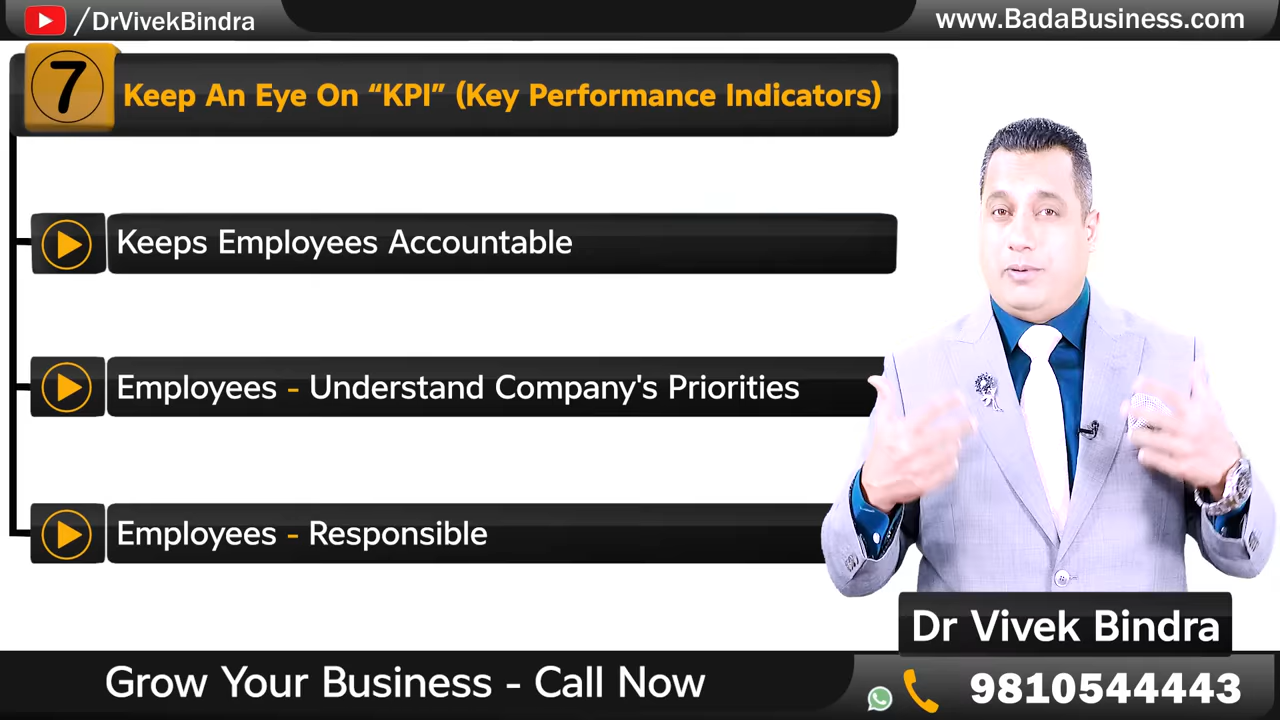 /DrVivekBindra
www.BadaBusiness.com
7
Keep An Eye On “KPI” (Key Performance Indicators)
Keeps Employees Accountable
Employees - Understand Company's Priorities
Employees - Responsible
Dr Vivek Bindra
Grow Your Business - Call Now
9810544443